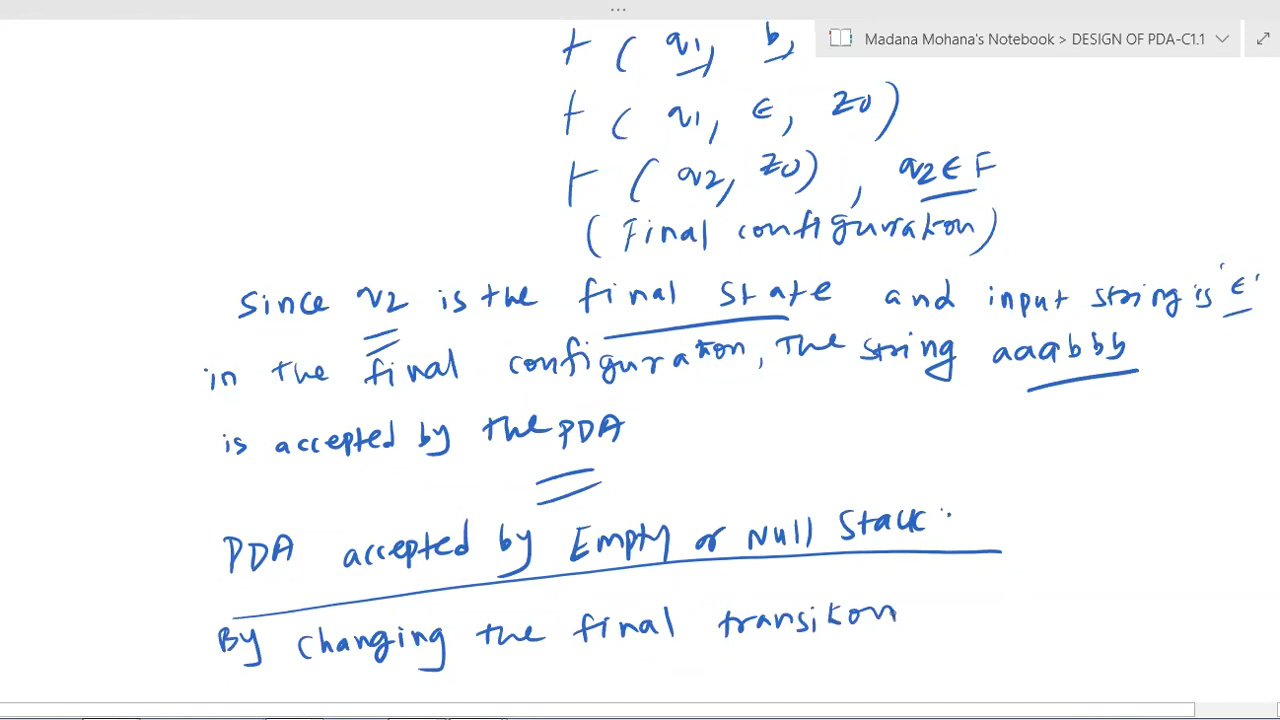 Madana Mohana's Notebook > DESIGN OF PDA-C1.1
⊢ ( q1, b,
⊢ ( q1, ε, z0)
⊢ ( q2, z0) , q2 ∈ F
( Final configuration)
Since q2 is the final state and input string is 'ε'
in the final configuration, The string aaabbb
is accepted by the PDA
PDA accepted by Empty or Null Stack:
By changing the final transition